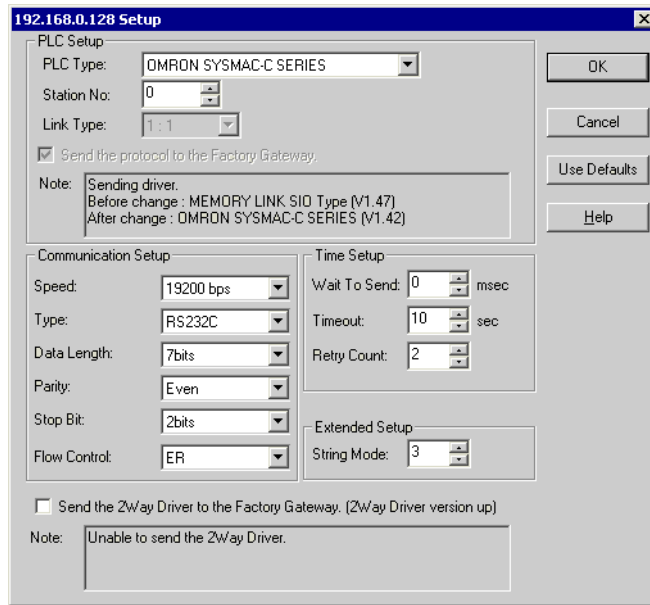 192.168.0.128 Setup
PLC Setup
PLC Type: OMRON SYSMAC-C SERIES
OK
Station No: 0
Link Type: 1 : 1
Cancel
Send the protocol to the Factory Gateway.
Use Defaults
Note: Sending driver.
Before change : MEMORY LINK SIO Type (V1.47)
After change : OMRON SYSMAC-C SERIES (V1.42)
Help
Communication Setup
Speed: 19200 bps
Type: RS232C
Data Length: 7bits
Parity: Even
Stop Bit: 2bits
Flow Control: ER
Time Setup
Wait To Send: 0 msec
Timeout: 10 sec
Retry Count: 2
Extended Setup
String Mode: 3
Send the 2Way Driver to the Factory Gateway. (2Way Driver version up)
Note: Unable to send the 2Way Driver.